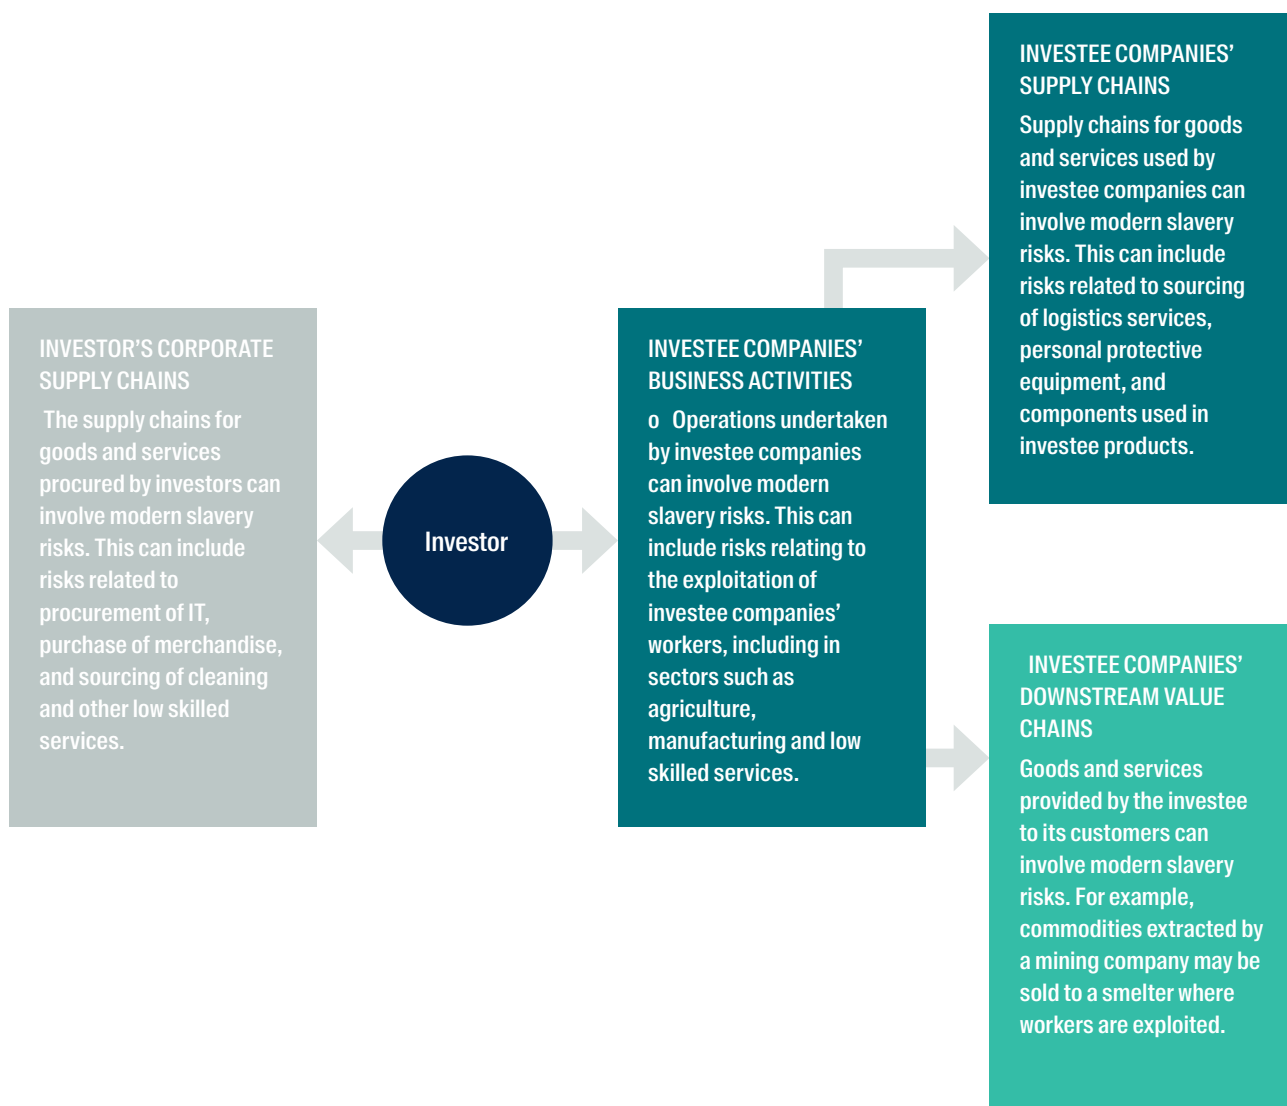 INVESTOR’S CORPORATE
SUPPLY CHAINS
The supply chains for
goods and services
procured by investors can
involve modern slavery
risks. This can include
risks related to
procurement of IT,
purchase of merchandise,
and sourcing of cleaning
and other low skilled
services.
Investor
INVESTEE COMPANIES’
BUSINESS ACTIVITIES
o Operations undertaken
by investee companies
can involve modern
slavery risks. This can
include risks relating to
the exploitation of
investee companies’
workers, including in
sectors such as
agriculture,
manufacturing and low
skilled services.
INVESTEE COMPANIES’
SUPPLY CHAINS
Supply chains for goods
and services used by
investee companies can
involve modern slavery
risks. This can include
risks related to sourcing
of logistics services,
personal protective
equipment, and
components used in
investee products.
INVESTEE COMPANIES’
DOWNSTREAM VALUE
CHAINS
Goods and services
provided by the investee
to its customers can
involve modern slavery
risks. For example,
commodities extracted by
a mining company may be
sold to a smelter where
workers are exploited.